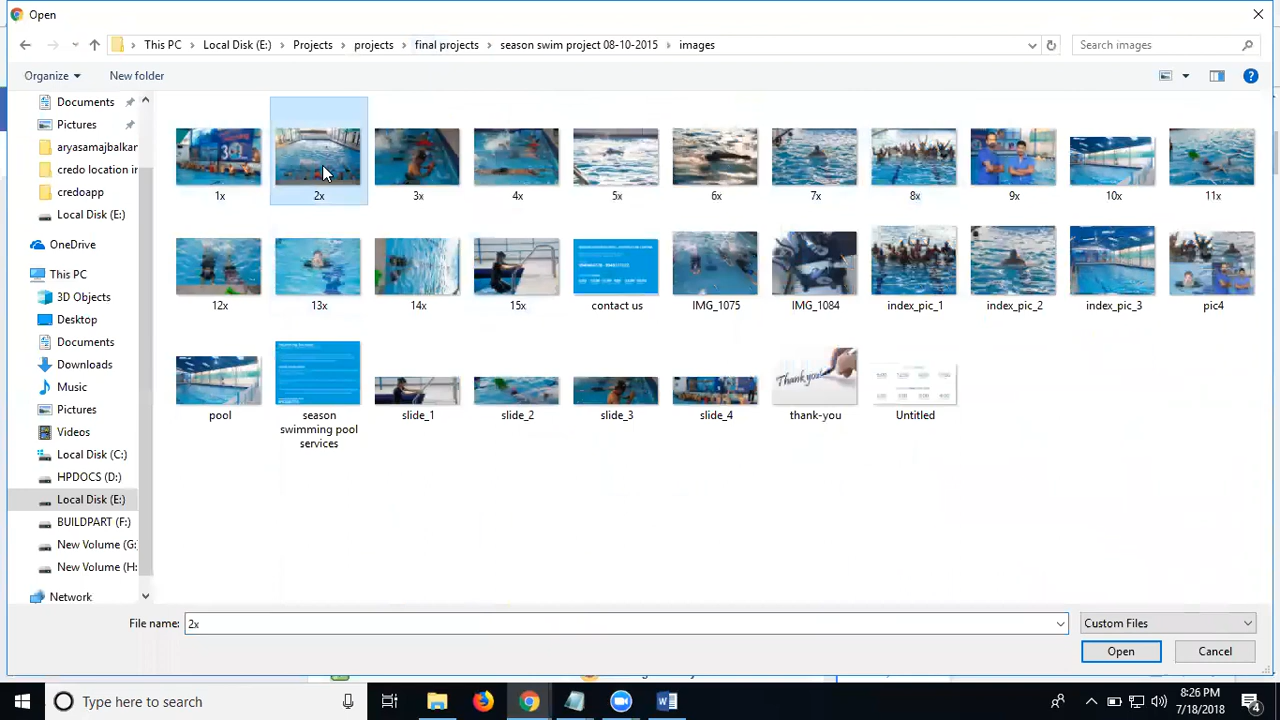 Open
This PC > Local Disk (E:) > Projects > projects > final projects > season swim project 08-10-2015 > images
Search images
Organize
New folder
Documents
Pictures
aryasamajbalkar
credo location in
credoapp
Local Disk (E:)
OneDrive
This PC
3D Objects
Desktop
Documents
Downloads
Music
Pictures
Videos
Local Disk (C:)
HPDOCS (D:)
Local Disk (E:)
BUILDPART (F:)
New Volume (G:
New Volume (H:
Network
1x 2x 3x 4x 5x 6x 7x 8x 9x 10x 11x
12x 13x 14x 15x contact us IMG_1075 IMG_1084 index_pic_1 index_pic_2 index_pic_3 pic4
pool season slide_1 slide_2 slide_3 slide_4 thank-you Untitled
swimming pool
services
File name: 2x
Custom Files
Open Cancel
Type here to search
8:26 PM
7/18/2018
4